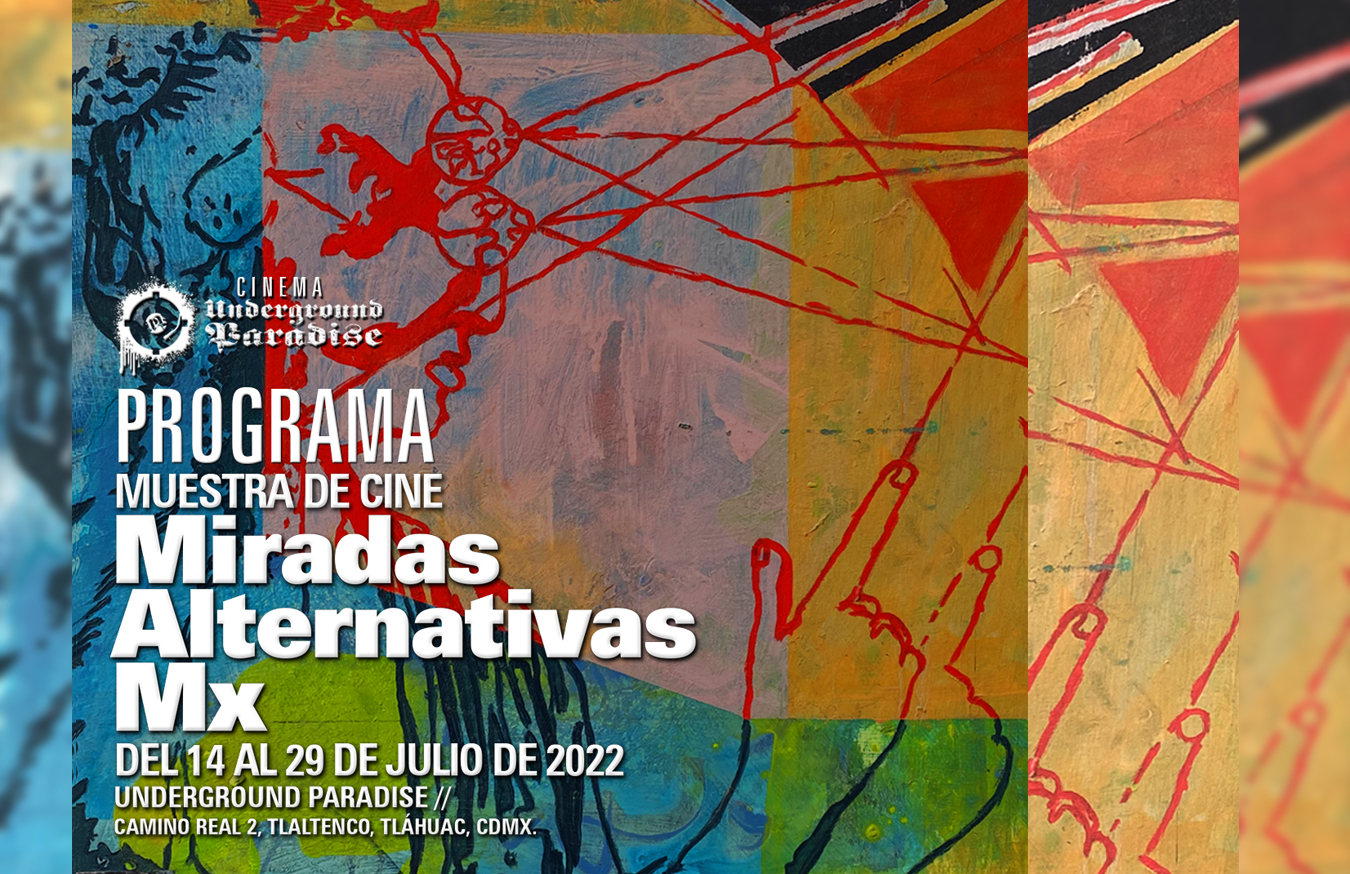 CINEMA
Underground
Paradise
PROGRAMA
MUESTRA DE CINE
Miradas
Alternativas
Mx
DEL 14 AL 29 DE JULIO DE 2022
UNDERGRÖUND PARADISE //
CAMINO REAL 2, TLALTENCO, TLÁHUAC, CDMX.